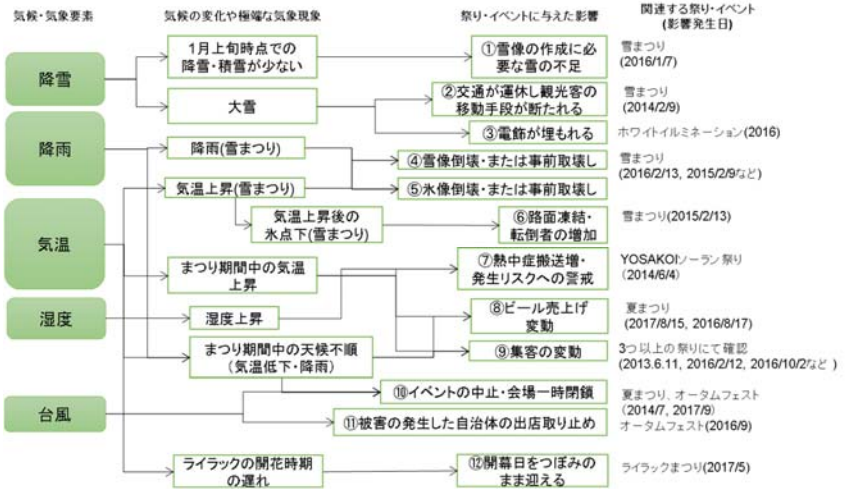 気候・気象要素
気候の変化や極端な気象現象
祭り・イベントに与えた影響
関連する祭り・イベント
(影響発生日)
降雪
1月上旬時点での
降雪・積雪が少ない
①雪像の作成に必
要な雪の不足
雪まつり
(2016/1/7)
大雪
②交通が運休し観光客の
移動手段が断たれる
雪まつり
(2014/2/9)
③電飾が埋もれる
ホワイトイルミネーション(2016)
降雨
降雨(雪まつり)
④雪像倒壊・または事前取壊し
雪まつり
(2016/2/13, 2015/2/9など)
気温上昇(雪まつり)
⑤氷像倒壊・または事前取壊し
気温
気温上昇後の
氷点下(雪まつり)
⑥路面凍結・
転倒者の増加
雪まつり(2015/2/13)
まつり期間中の気温
上昇
⑦熱中症搬送増・
発生リスクへの警戒
YOSAKOIソーラン祭り
(2014/6/4)
湿度
湿度上昇
⑧ビール売上げ
変動
夏まつり
(2017/8/15, 2016/8/17)
まつり期間中の天候不順
(気温低下・降雨)
⑨集客の変動
3つ以上の祭りにて確認
(2013.6.11, 2016/2/12, 2016/10/2など )
台風
⑩イベントの中止・会場一時閉鎖
夏まつり、オータムフェスト
(2014/7, 2017/9)
⑪被害の発生した自治体の出店取り止め
オータムフェスト(2016/9)
ライラックの開花時期
の遅れ
⑫開幕日をつぼみの
まま迎える
ライラックまつり(2017/5)